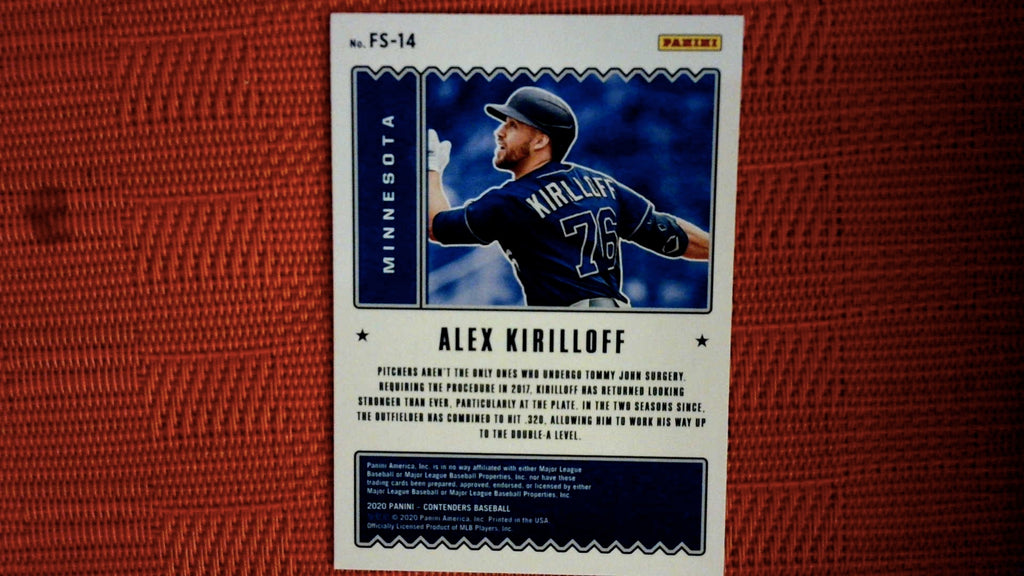 No. FS-14
PANINI
MINNESOTA
KIRILLOFF
76
ALEX KIRILLOFF
PITCHERS AREN'T THE ONLY ONES WHO UNDERGO TOMMY JOHN SURGERY.
REQUIRING THE PROCEDURE IN 2017, KIRILLOFF HAS RETURNED LOOKING
STRONGER THAN EVER, PARTICULARLY AT THE PLATE. IN THE TWO SEASONS SINCE,
THE OUTFIELDER HAS COMBINED TO HIT .320, ALLOWING HIM TO WORK HIS WAY UP
TO THE DOUBLE-A LEVEL.
Panini America, Inc. is in no way affiliated with either Major League
Baseball or Major League Baseball Properties, Inc. nor have these
trading cards been prepared, approved, endorsed, or licensed by either
Major League Baseball or Major League Baseball Properties, Inc
2020 PANINI - CONTENDERS BASEBALL
© 2020 Panini America, Inc. Printed in the USA.
Officially Licensed Product of MLB Players, Inc.